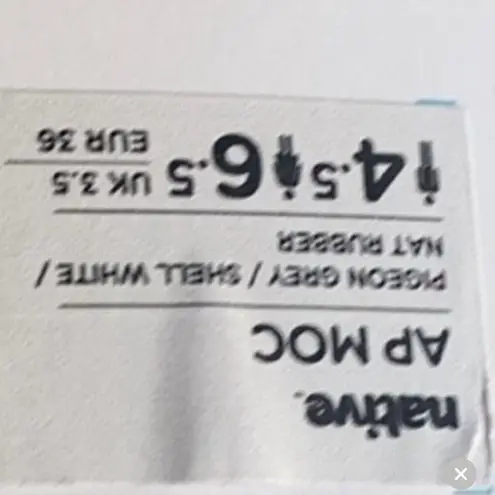 native
AP MOC
PIGEON GREY / SHELL WHITE /
NAT RUBBER
4.5 6.5 UK 3.5
EUR 36